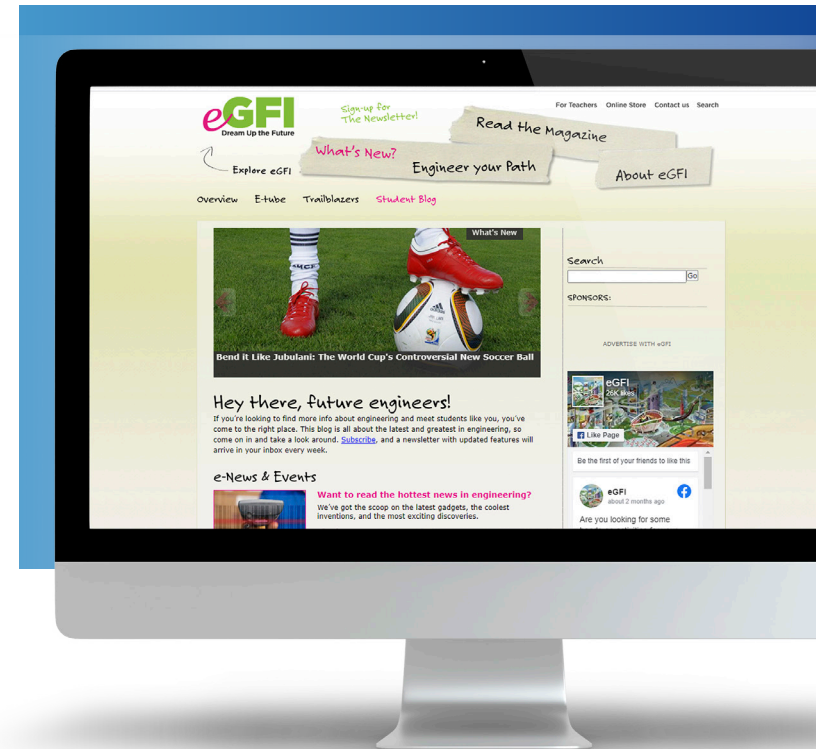 eGFI
Dream Up the Future
Sign-up for
The Newsletter!
For Teachers Online Store Contact us Search
Read the Magazine
What's New?
Engineer your Path
About eGFI
Explore eGFI
Overview E-tube Trailblazers Student Blog
What's New
Bend it Like Jubulani: The World Cup's Controversial New Soccer Ball
Hey there, future engineers!
If you're looking to find more info about engineering and meet students like you, you've
come to the right place. This blog is all about the latest and greatest in engineering, so
come on in and take a look around. Subscribe, and a newsletter with updated features will
arrive in your inbox every week.
e-News & Events
Want to read the hottest news in engineering?
We've got the scoop on the latest gadgets, the coolest
inventions, and the most exciting discoveries.
Search
Go
SPONSORS:
ADVERTISE WITH eGFI
eGFI
26K likes
Like Page
Be the first of your friends to like this
eGFI
about 2 months ago
Are you looking for some